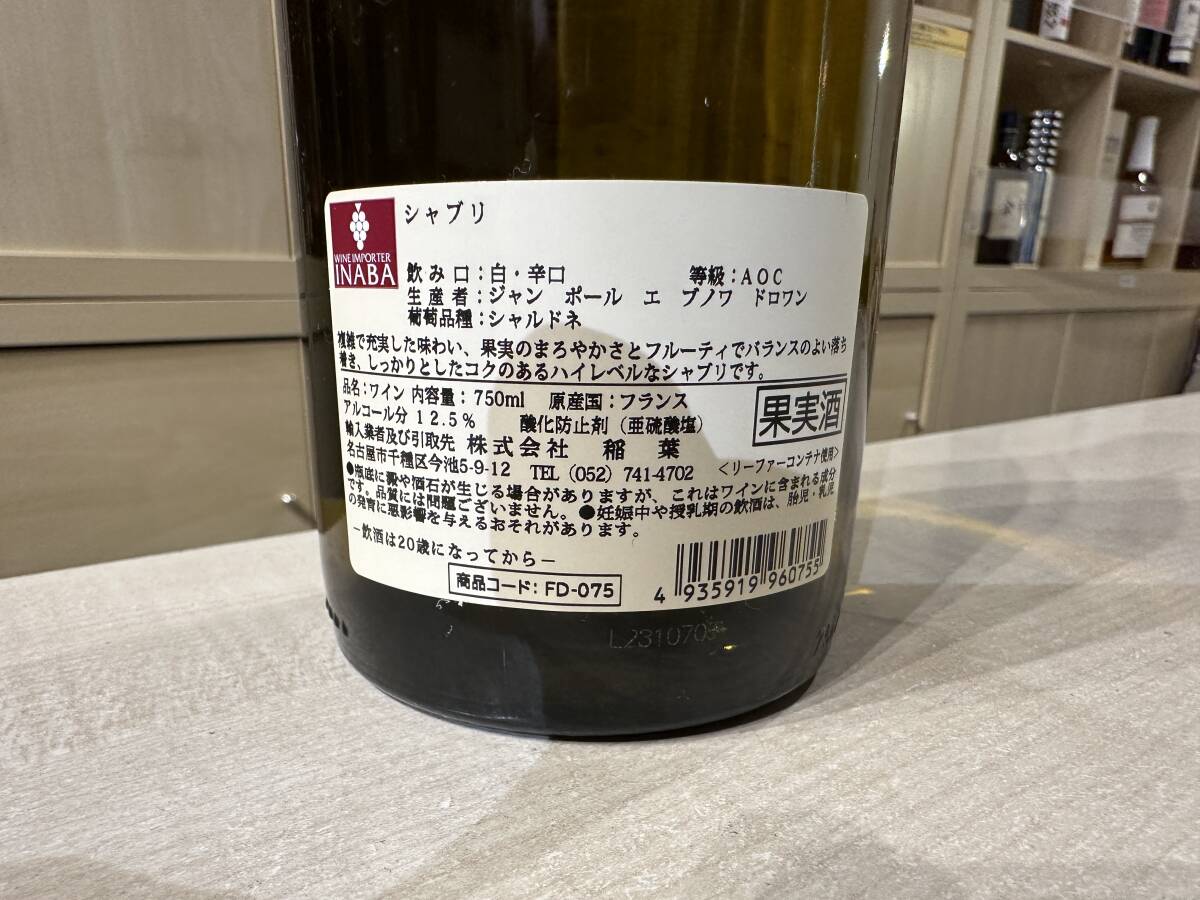 シャブリ
WINE IMPORTER
INABA
飲み口：白・辛口 等級：AOC
生産者：ジャン ポール エ ブノワ ドロワン
葡萄品種：シャルドネ
複雑で充実した味わい、果実のまろやかさとフルーティでバランスのよい落ち
着き、しっかりとしたコクのあるハイレベルなシャブリです。
品名：ワイン 内容量：750ml 原産国：フランス
アルコール分 12.5% 酸化防止剤（亜硫酸塩）
果実酒
輸入業者及び引取先 株式会社 稲葉
名古屋市千種区今池5-9-12 TEL（052）741-4702 ＜リーファーコンテナ使用＞
●瓶底に澱や酒石が生じる場合がありますが、これはワインに含まれる成分
です。品質には問題ございません。●妊娠中や授乳期の飲酒は、胎児・乳児
の発育に悪影響を与えるおそれがあります。
－飲酒は20歳になってから－
商品コード：FD-075
4 935919 960755
L231070